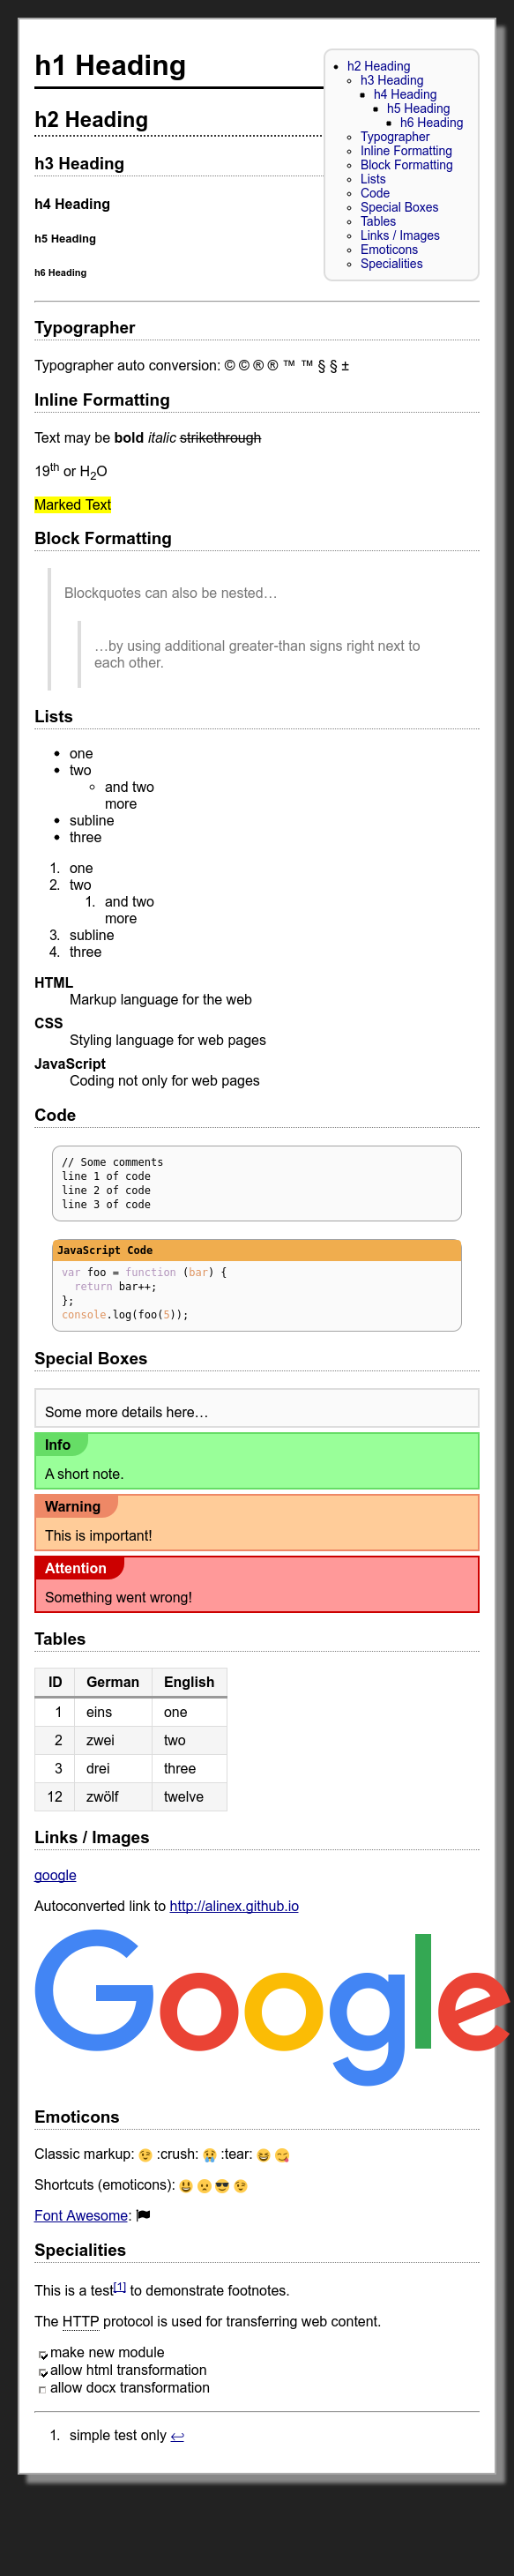 h1 Heading
h2 Heading
h3 Heading
h4 Heading
h5 Heading
h6 Heading
Typographer
Inline Formatting
Block Formatting
Lists
Code
Special Boxes
Tables
Links / Images
Emoticons
Specialities
h2 Heading
h3 Heading
h4 Heading
h5 Heading
h6 Heading
Typographer
Typographer auto conversion: © © ® ® ™ ™ § § ±
Inline Formatting
Text may be bold italic strikethrough
19th or H2O
Marked Text
Block Formatting
Blockquotes can also be nested…
…by using additional greater-than signs right next to
each other.
Lists
• one
• two
◦ and two
more
• subline
• three
1. one
2. two
1. and two
more
3. subline
4. three
HTML
Markup language for the web
CSS
Styling language for web pages
JavaScript
Coding not only for web pages
Code
// Some comments
line 1 of code
line 2 of code
line 3 of code
JavaScript Code
var foo = function (bar) {
return bar++;
};
console.log(foo(5));
Special Boxes
Some more details here…
Info
A short note.
Warning
This is important!
Attention
Something went wrong!
Tables
ID German English
1 eins one
2 zwei two
3 drei three
12 zwölf twelve
Links / Images
google
Autoconverted link to http://alinex.github.io
Google
Emoticons
Classic markup: 😉 :crush: 😢 :tear: 😆 😋
Shortcuts (emoticons): 😃 😦 😎 😉
Font Awesome:
Specialities
This is a test[1] to demonstrate footnotes.
The HTTP protocol is used for transferring web content.
make new module
allow html transformation
allow docx transformation
1. simple test only ↩